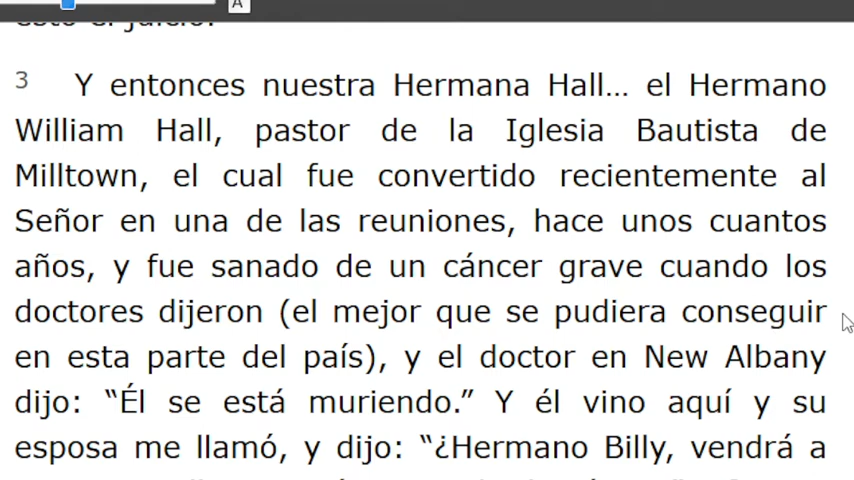 A
esto el juicio.
3 Y entonces nuestra Hermana Hall… el Hermano
William Hall, pastor de la Iglesia Bautista de
Milltown, el cual fue convertido recientemente al
Señor en una de las reuniones, hace unos cuantos
años, y fue sanado de un cáncer grave cuando los
doctores dijeron (el mejor que se pudiera conseguir
en esta parte del país), y el doctor en New Albany
dijo: “Él se está muriendo.” Y él vino aquí y su
esposa me llamó, y dijo: “¿Hermano Billy, vendrá a